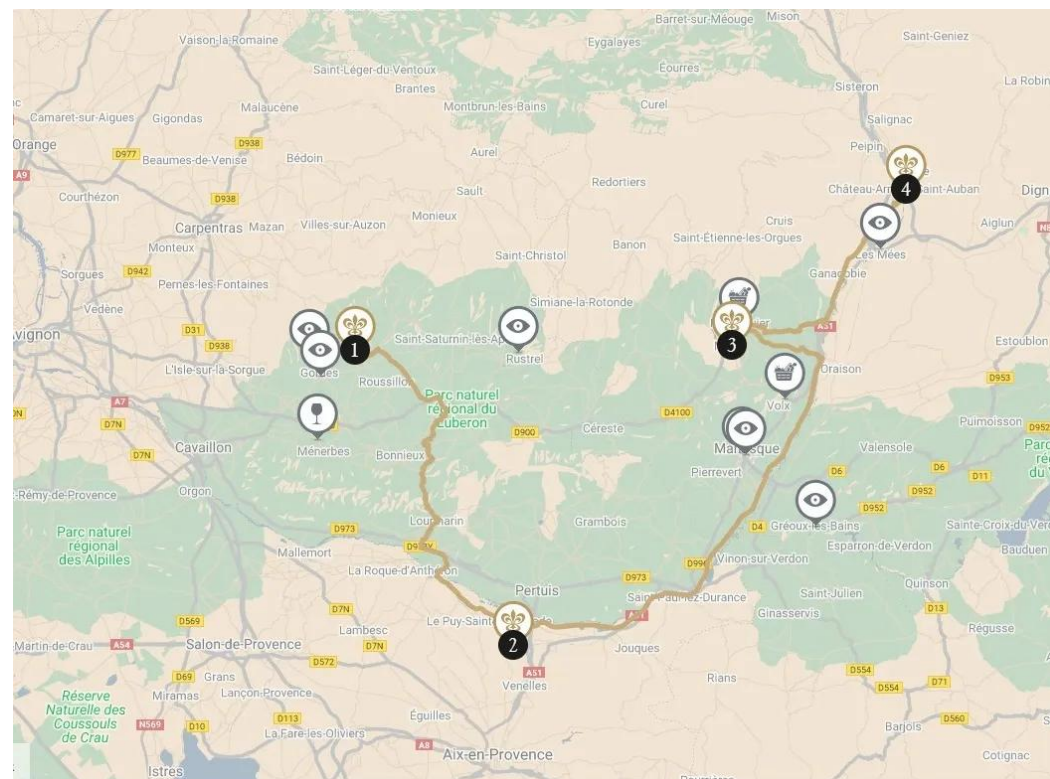 Barret-sur-Méouge
Mison
Vaison-la-Romaine
Eygalayes
Saint-Geniez
Saint-Léger-du-Ventoux
Éourres
Brantes
Sisteron
La Robin
Malaucène
Montbrun-les-Bains
Curel
Camaret-sur-Aigues
Gigondas
Salignac
Orange
D977
D938
Peipin
Beaumes-de-Venise
Bédoin
Aurel
A9
Redortiers
4
Courthézon
D938
Sault
Château-Ar
aint-Auban
Dign
Monieux
Carpentras
Mazan
Villes-sur-Auzon
Cruis
Aiglun
Monteux
Banon
Saint-Étienne-les-Orgues
Saint-Christol
Les Mées
D942
Sorgues
Pernes-les-Fontaines
Ganagobie
Vedène
Simiane-la-Rotonde
vignon
D31
Saint-Saturnin-lès-Ap
ier
A51
D938
1
3
Estoublon
L'Isle-sur-la-Sorgue
Rustrel
Oraison
Roussillon
D953
A7
Parc naturel
régional du
Luberon
Volx
D7N
D4100
Puimoisson
D900
Céreste
D952
Cavaillon
Ménerbes
Bonnieux
Valensole
D7N
D6
D6
Pierrevert
D11
D952
Orgon
t-Rémy-de-Provence
D952
Lourmarin
Grambois
Gréoux-les-Bains
Parc naturel
régional
des Alpilles
D973
D4
Sainte-Croix-du-Ver
Mallemort
Esparron-de-Verdon
Bauduen
La Roque-d'Anthéron
Vinon-sur-Verdon
D973
Pertuis
Quinson
Saint-Julien
D7N
D13
D569
Le Puy-Sainte
Ginasservis
Lambesc
Régusse
Martin-de-Crau
A54
Salon-de-Provence
D7N
2
Jouques
D572
A51
D554
D69
Grans
Rians
Venelles
D71
D554
Réserve
Naturelle des
Coussouls
de Crau
Miramas
Lançon-Provence
Éguilles
N569
D10
D113
D560
La Fare-les-Oliviers
Barjols
A8
Aix-en-Provence
Cotignac
Istres